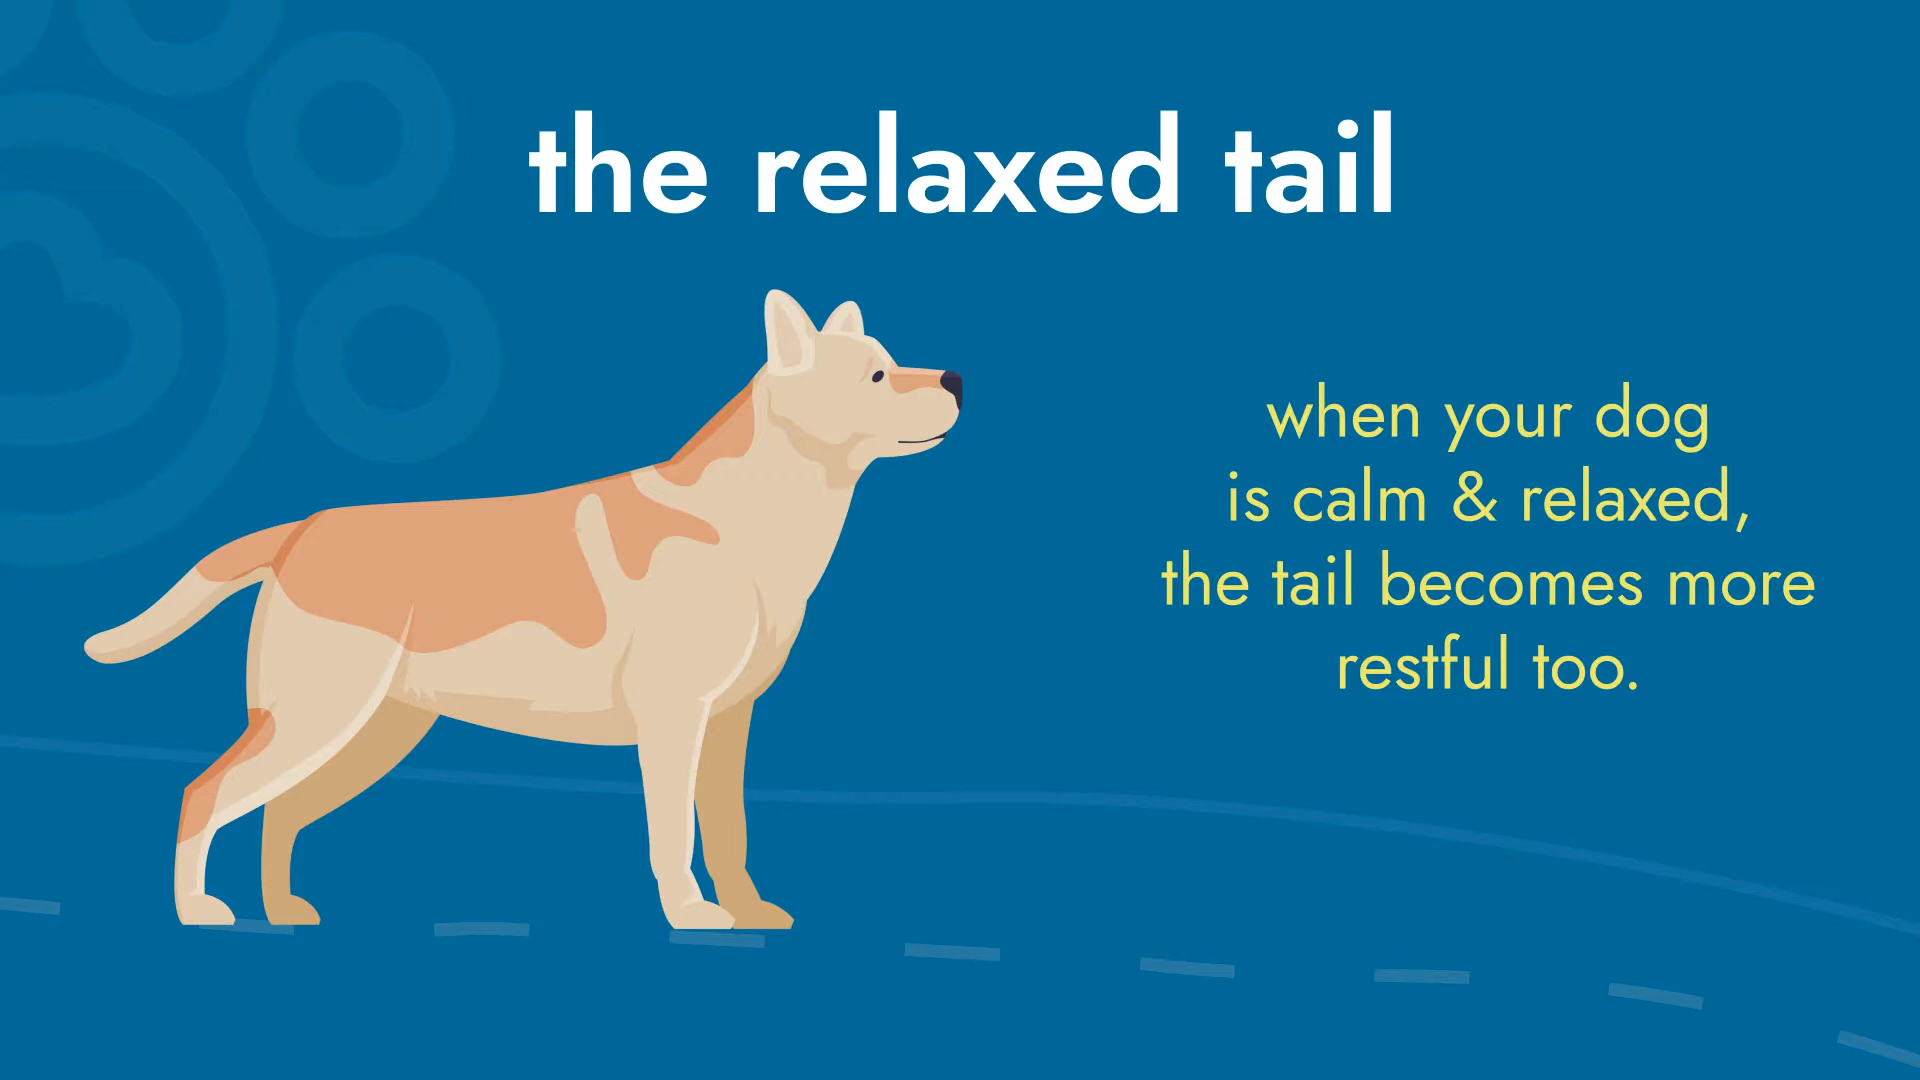 the relaxed tail
when your dog
is calm & relaxed,
the tail becomes more
restful too.